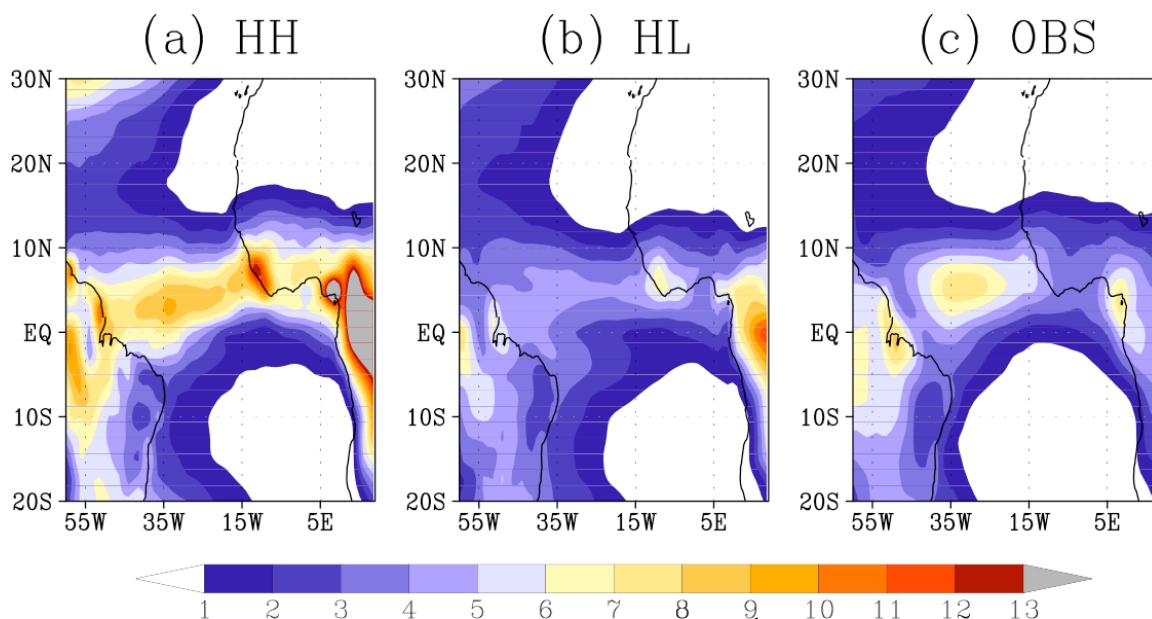 (a) HH (b) HL (c) OBS
30N 30N 30N
20N 20N 20N
10N 10N 10N
EQ EQ EQ
10S 10S 10S
20S 20S 20S
55W 35W 15W 5E 55W 35W 15W 5E 55W 35W 15W 5E
1 2 3 4 5 6 7 8 9 10 11 12 13